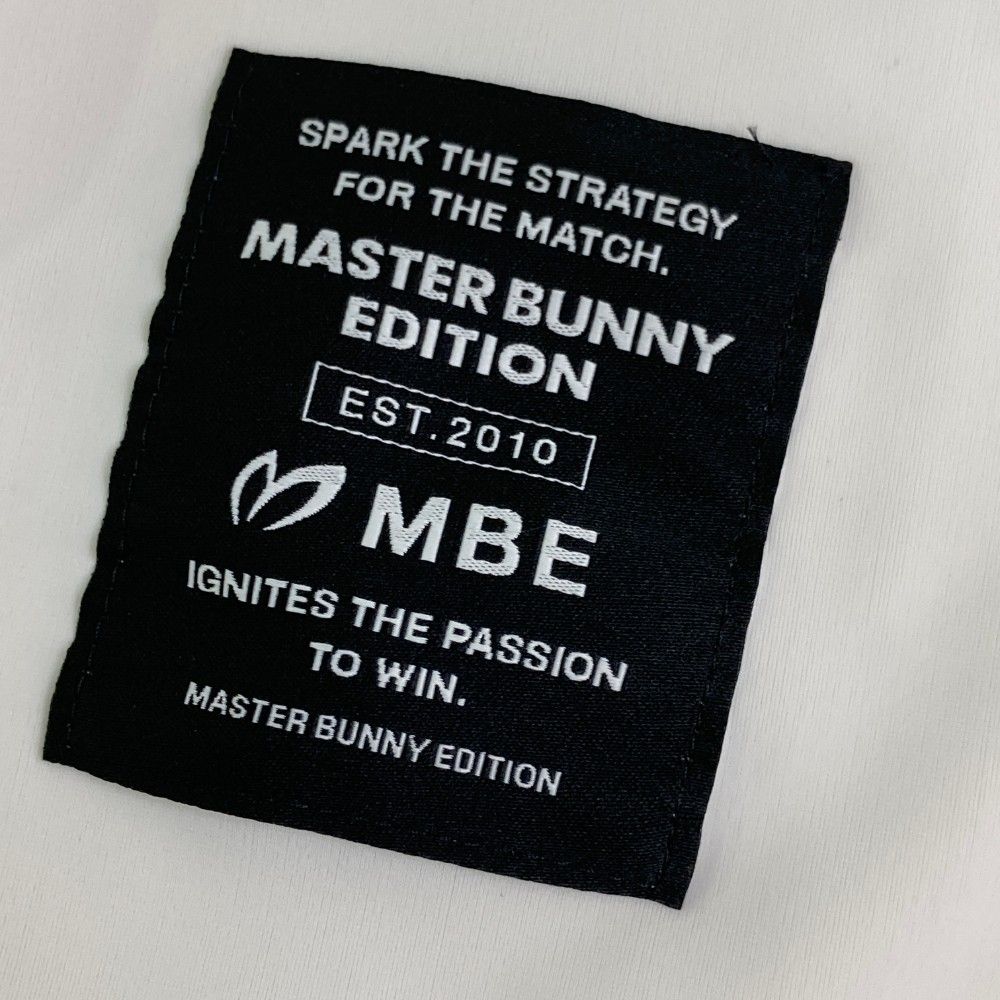 SPARK THE STRATEGY
FOR THE MATCH.
MASTER BUNNY
EDITION
EST.2010
MBE
IGNITES THE PASSION
TO WIN.
MASTER BUNNY EDITION